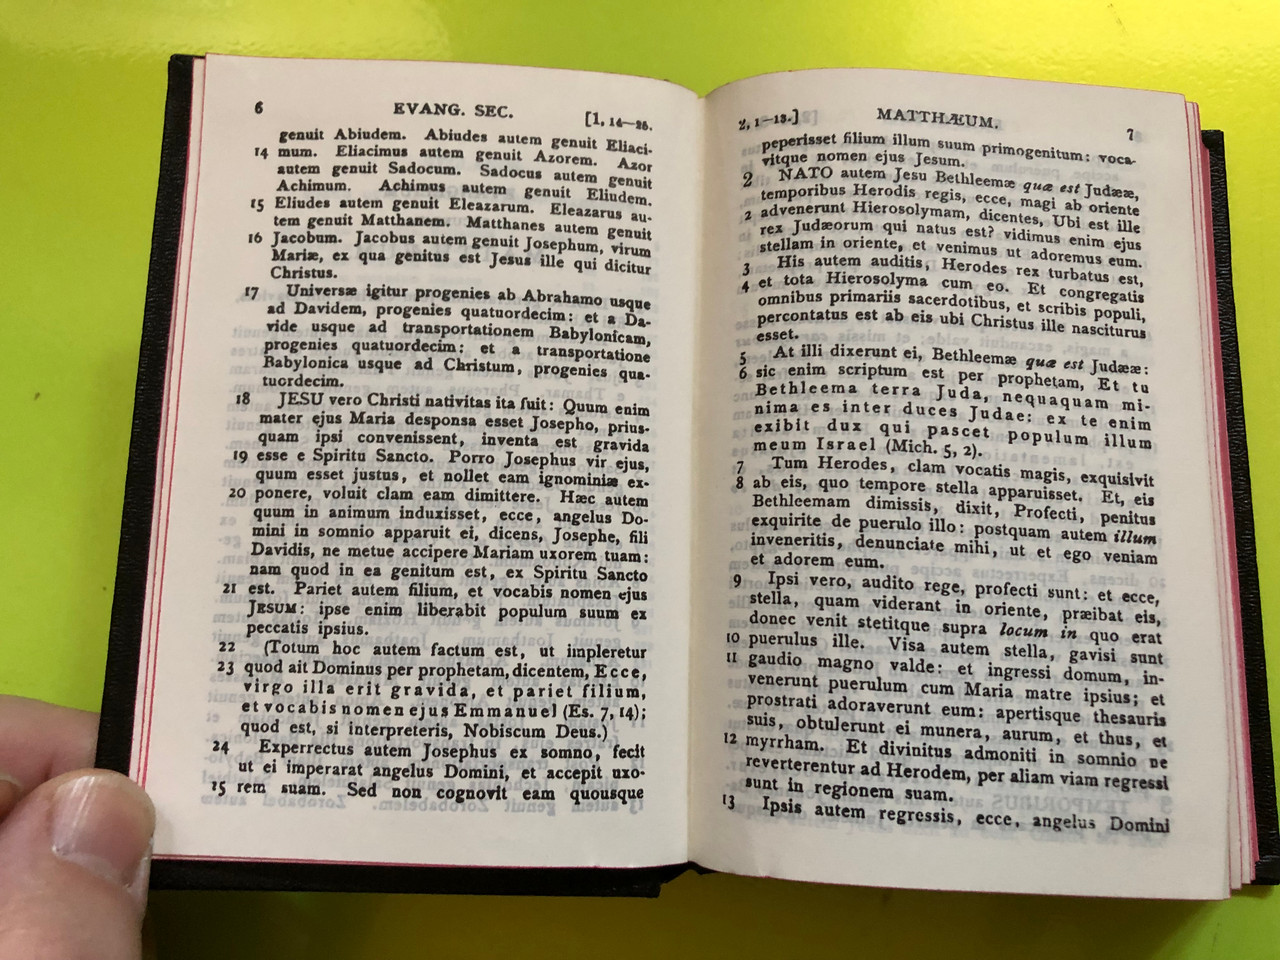 6 EVANG. SEC. [1, 14—25.
genuit Abiudem. Abiudes autem genuit Eliaci-
14 mum. Eliacimus autem genuit Azorem. Azor
autem genuit Sadocum. Sadocus autem genuit
Achimum. Achimus autem genuit Eliudem.
15 Eliudes autem genuit Eleazarum. Eleazarus au-
tem genuit Matthanem. Matthanes autem genuit
16 Jacobum. Jacobus autem genuit Josephum, virum
Mariæ, ex qua genitus est Jesus ille qui dicitur
Christus.
17 Universæ igitur progenies ab Abrahamo usque
ad Davidem, progenies quatuordecim: et a Da-
vide usque ad transportationem Babylonicam,
progenies quatuordecim: et a transportatione
Babylonica usque ad Christum, progenies qua-
tuordecim.
18 JESU vero Christi nativitas ita fuit: Quum enim
mater ejus Maria desponsa esset Josepho, prius-
quam ipsi convenissent, inventa est gravida
19 esse e Spiritu Sancto. Porro Josephus vir ejus,
quum esset justus, et nollet eam ignominiæ ex-
20 ponere, voluit clam eam dimittere. Hæc autem
quum in animum induxisset, ecce, angelus Do-
mini in somnio apparuit ei, dicens, Josephe, fili
Davidis, ne metue accipere Mariam uxorem tuam:
nam quod in ea genitum est, ex Spiritu Sancto
21 est. Pariet autem filium, et vocabis nomen ejus
JESUM: ipse enim liberabit populum suum ex
peccatis ipsius.
22 (Totum hoc autem factum est, ut impleretur
23 quod ait Dominus per prophetam, dicentem, Ecce,
virgo illa erit gravida, et pariet filium,
et vocabis nomen ejus Emmanuel (Es. 7, 14);
quod est, si interpreteris, Nobiscum Deus.)
24 Experrectus autem Josephus ex somno, fecit
ut ei imperarat angelus Domini, et accepit uxo-
25 rem suam. Sed non cognovit eam quousque
2, 1—13.] MATTHÆUM. 7
peperisset filium illum suum primogenitum: voca-
vitque nomen ejus Jesum.
2 NATO autem Jesu Bethleemæ quæ est Judææ,
temporibus Herodis regis, ecce, magi ab oriente
2 advenerunt Hierosolymam, dicentes, Ubi est ille
rex Judæorum qui natus est? vidimus enim ejus
stellam in oriente, et venimus ut adoremus eum.
3 His autem auditis, Herodes rex turbatus est,
4 et tota Hierosolyma cum eo. Et congregatis
omnibus primariis sacerdotibus, et scribis populi,
percontatus est ab eis ubi Christus ille nasciturus
esset.
5 At illi dixerunt ei, Bethleemæ quæ est Judææ:
6 sic enim scriptum est per prophetam, Et tu
Bethleema terra Juda, nequaquam mi-
nima es inter duces Judae: ex te enim
exibit dux qui pascet populum illum
meum Israel (Mich. 5, 2).
7 Tum Herodes, clam vocatis magis, exquisivit
8 ab eis, quo tempore stella apparuisset. Et, eis
Bethleemam dimissis, dixit, Profecti, penitus
exquirite de puerulo illo: postquam autem illum
inveneritis, denunciate mihi, ut et ego veniam
et adorem eum.
9 Ipsi vero, audito rege, profecti sunt: et ecce,
stella, quam viderant in oriente, præibat eis,
donec venit stetitque supra locum in quo erat
10 puerulus ille. Visa autem stella, gavisi sunt
11 gaudio magno valde: et ingressi domum, in-
venerunt puerulum cum Maria matre ipsius; et
prostrati adoraverunt eum: apertisque thesauris
suis, obtulerunt ei munera, aurum, et thus, et
12 myrrham. Et divinitus admoniti in somnio ne
reverterentur ad Herodem, per aliam viam regressi
sunt in regionem suam.
13 Ipsis autem regressis, ecce, angelus Domini